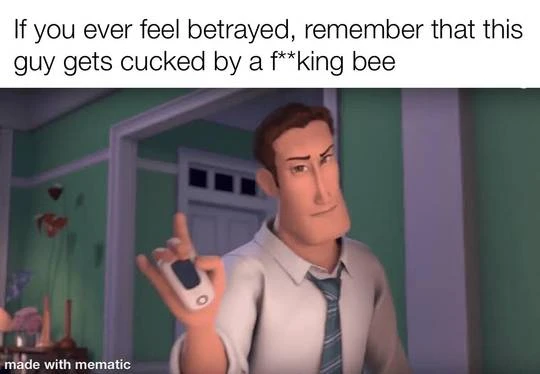 If you ever feel betrayed, remember that this
guy gets cucked by a f**king bee
made with mematic